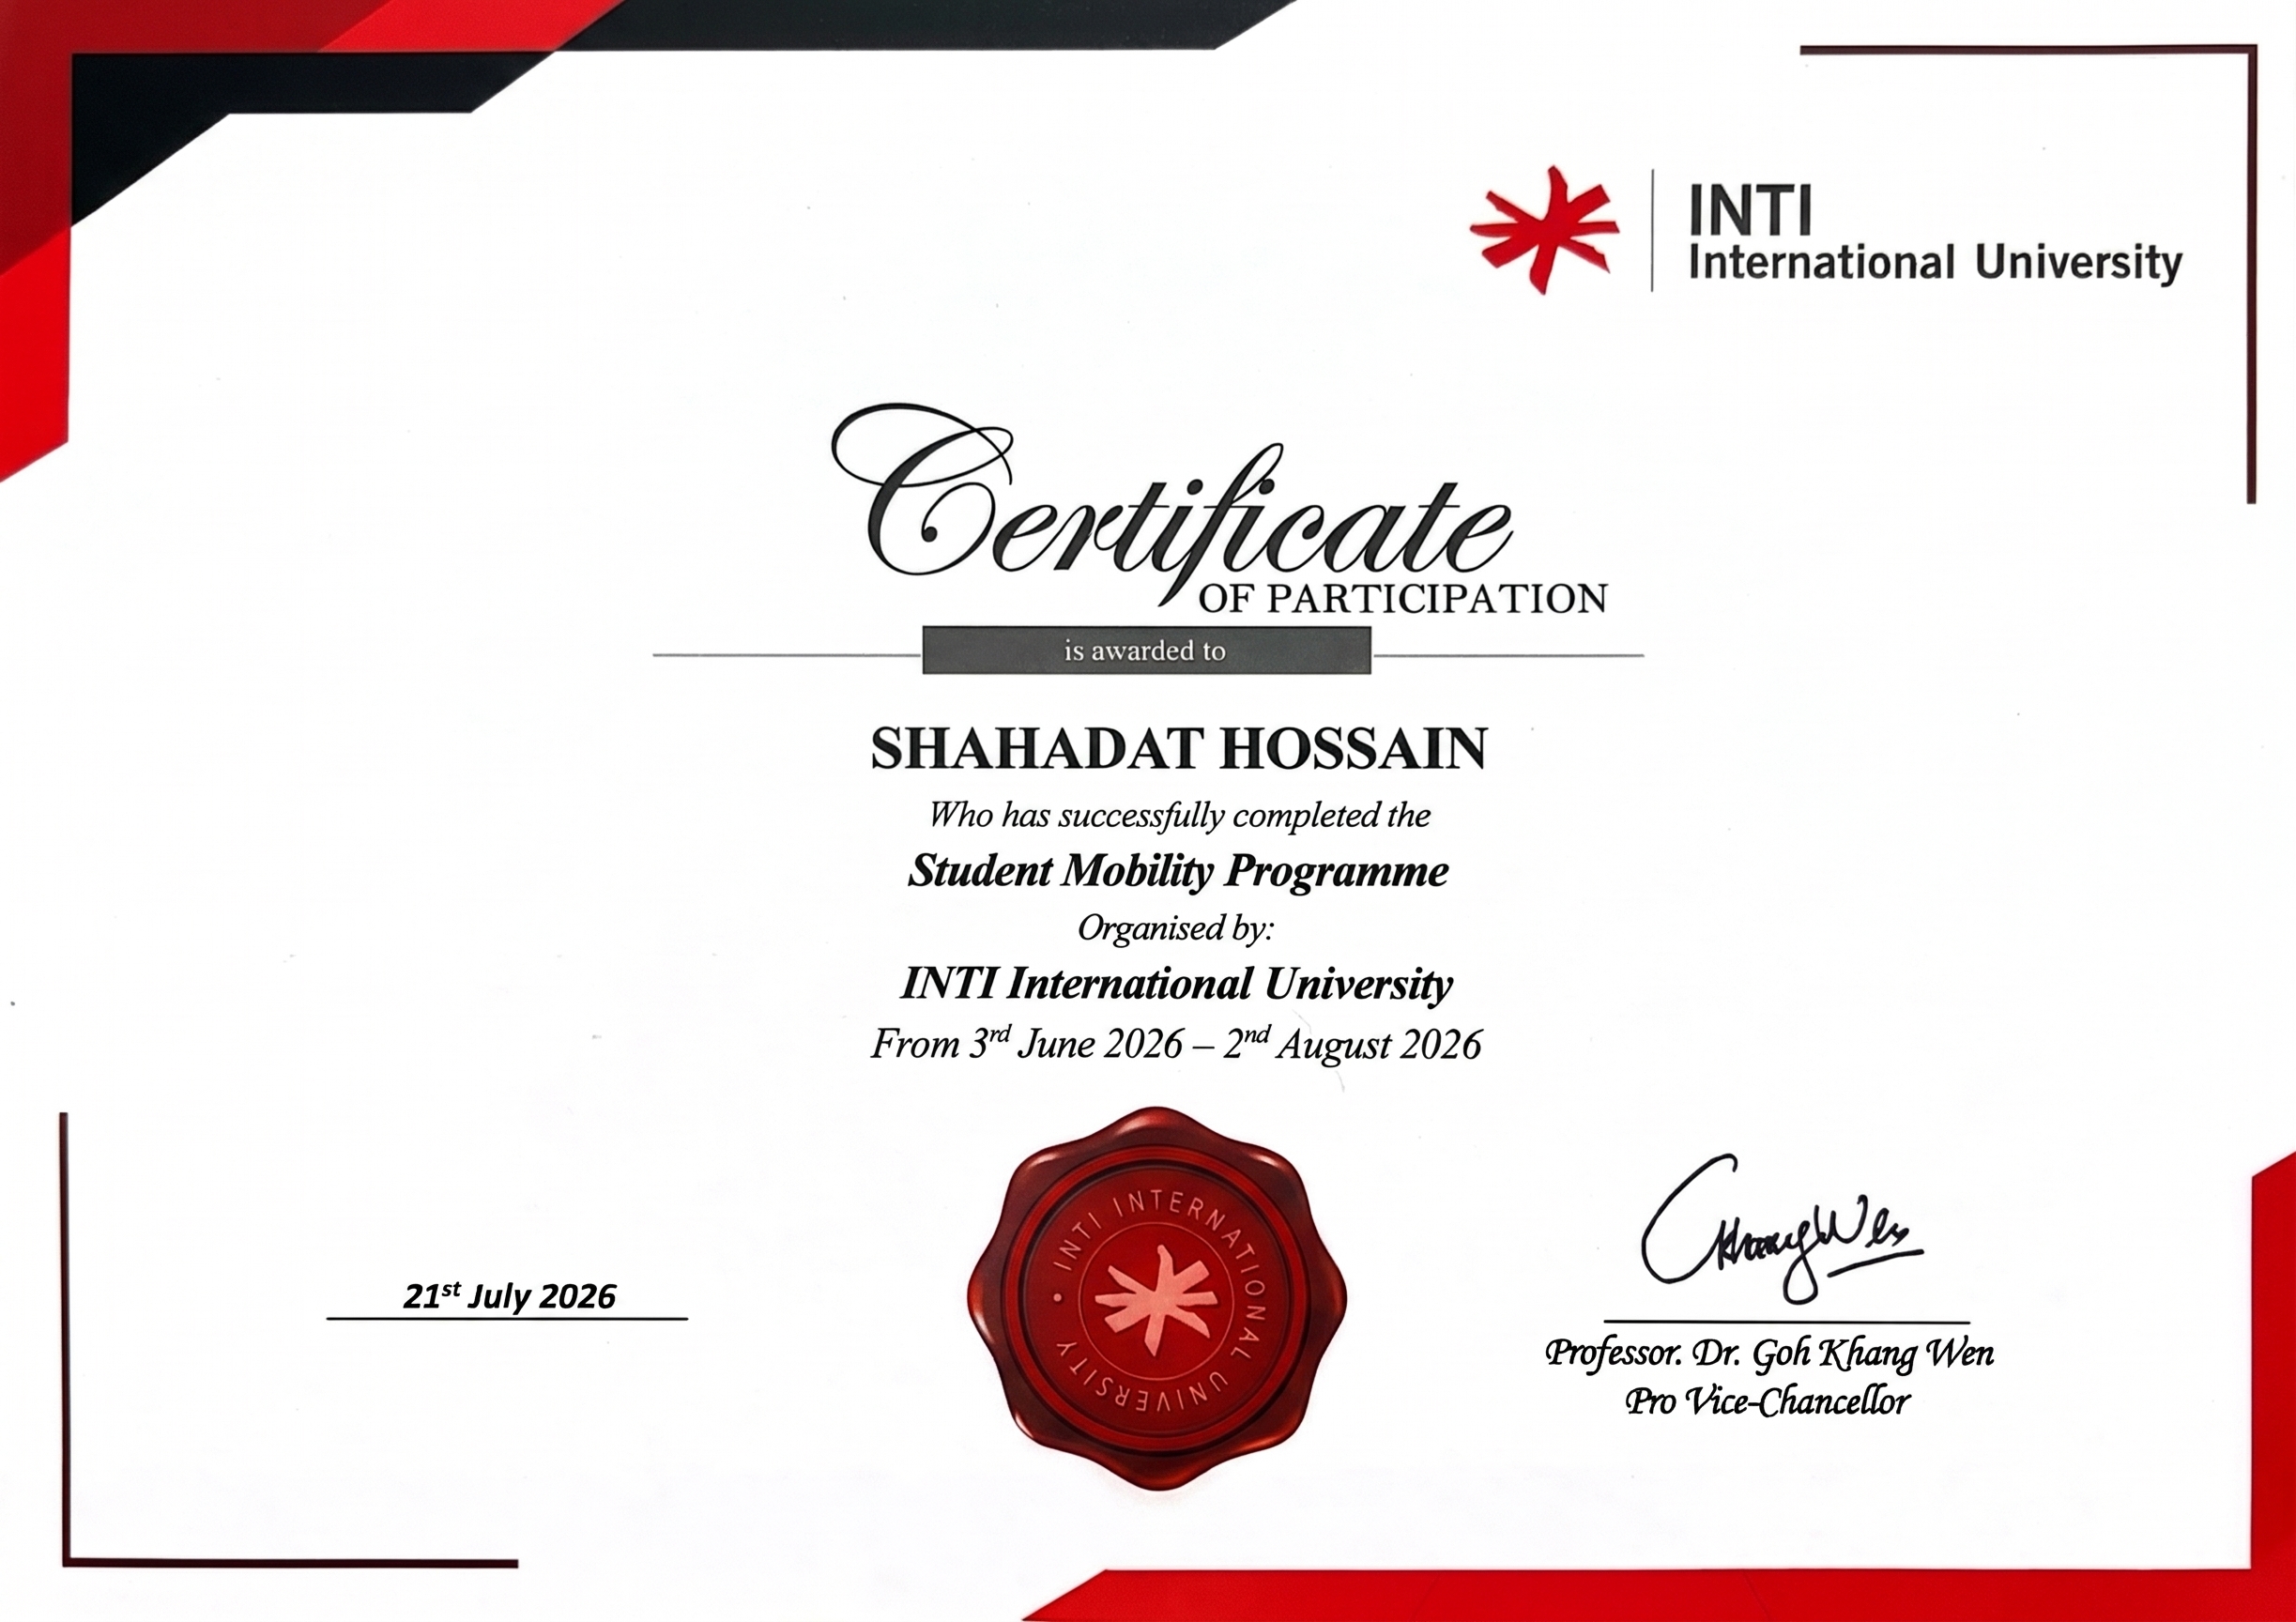 INTI
International University
Certificate
OF PARTICIPATION
is awarded to
SHAHADAT HOSSAIN
Who has successfully completed the
Student Mobility Programme
Organised by:
INTI International University
From 3rd June 2026 – 2nd August 2026
• INTI INTERNATIONAL UNIVERSITY
21st July 2026
Khang Wen
Professor. Dr. Goh Khang Wen
Pro Vice-Chancellor